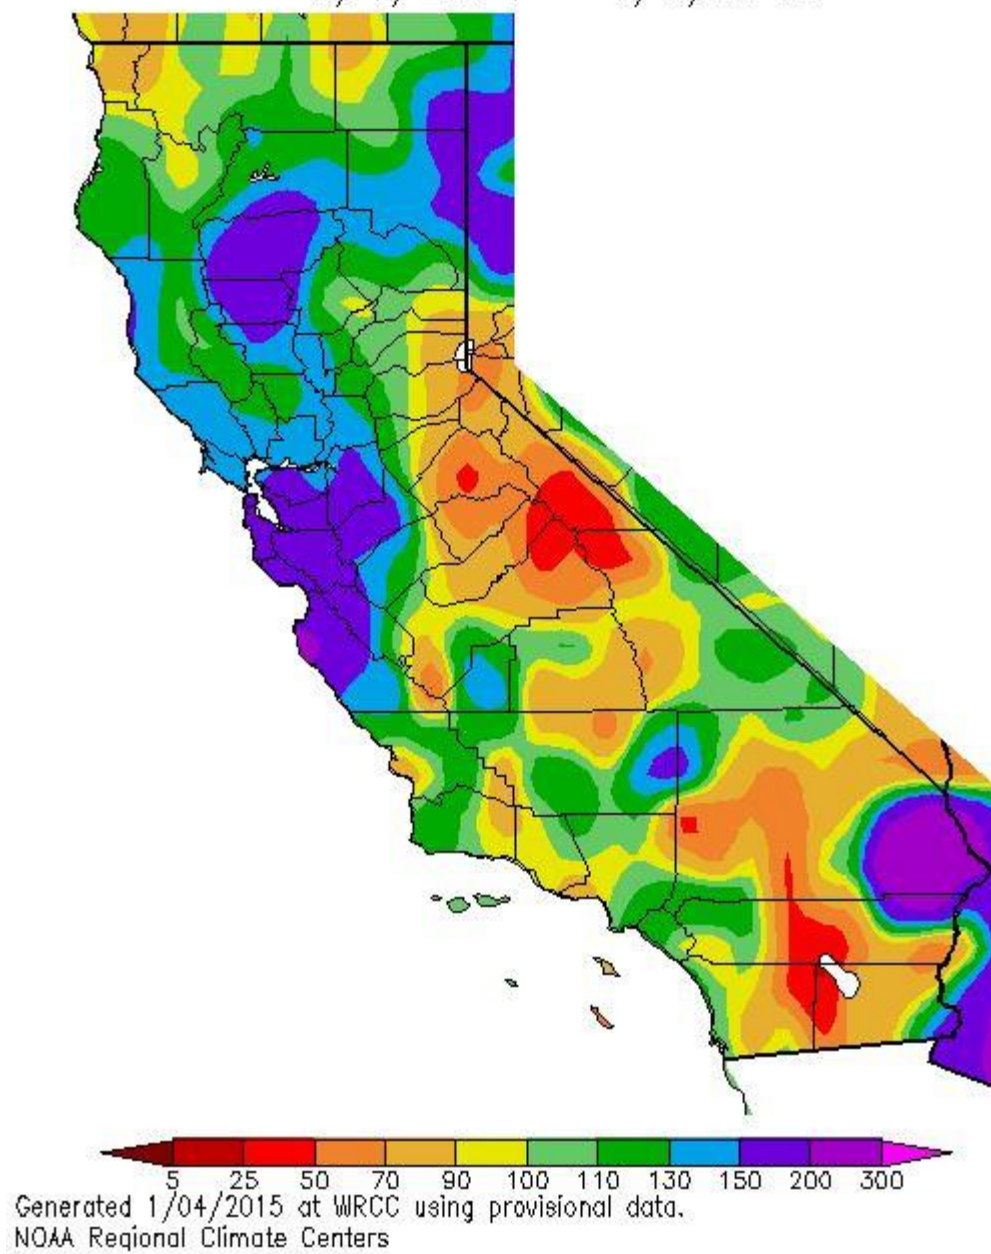 5 25 50 70 90 100 110 130 150 200 300
Generated 1/04/2015 at WRCC using provisional data.
NOAA Regional Climate Centers